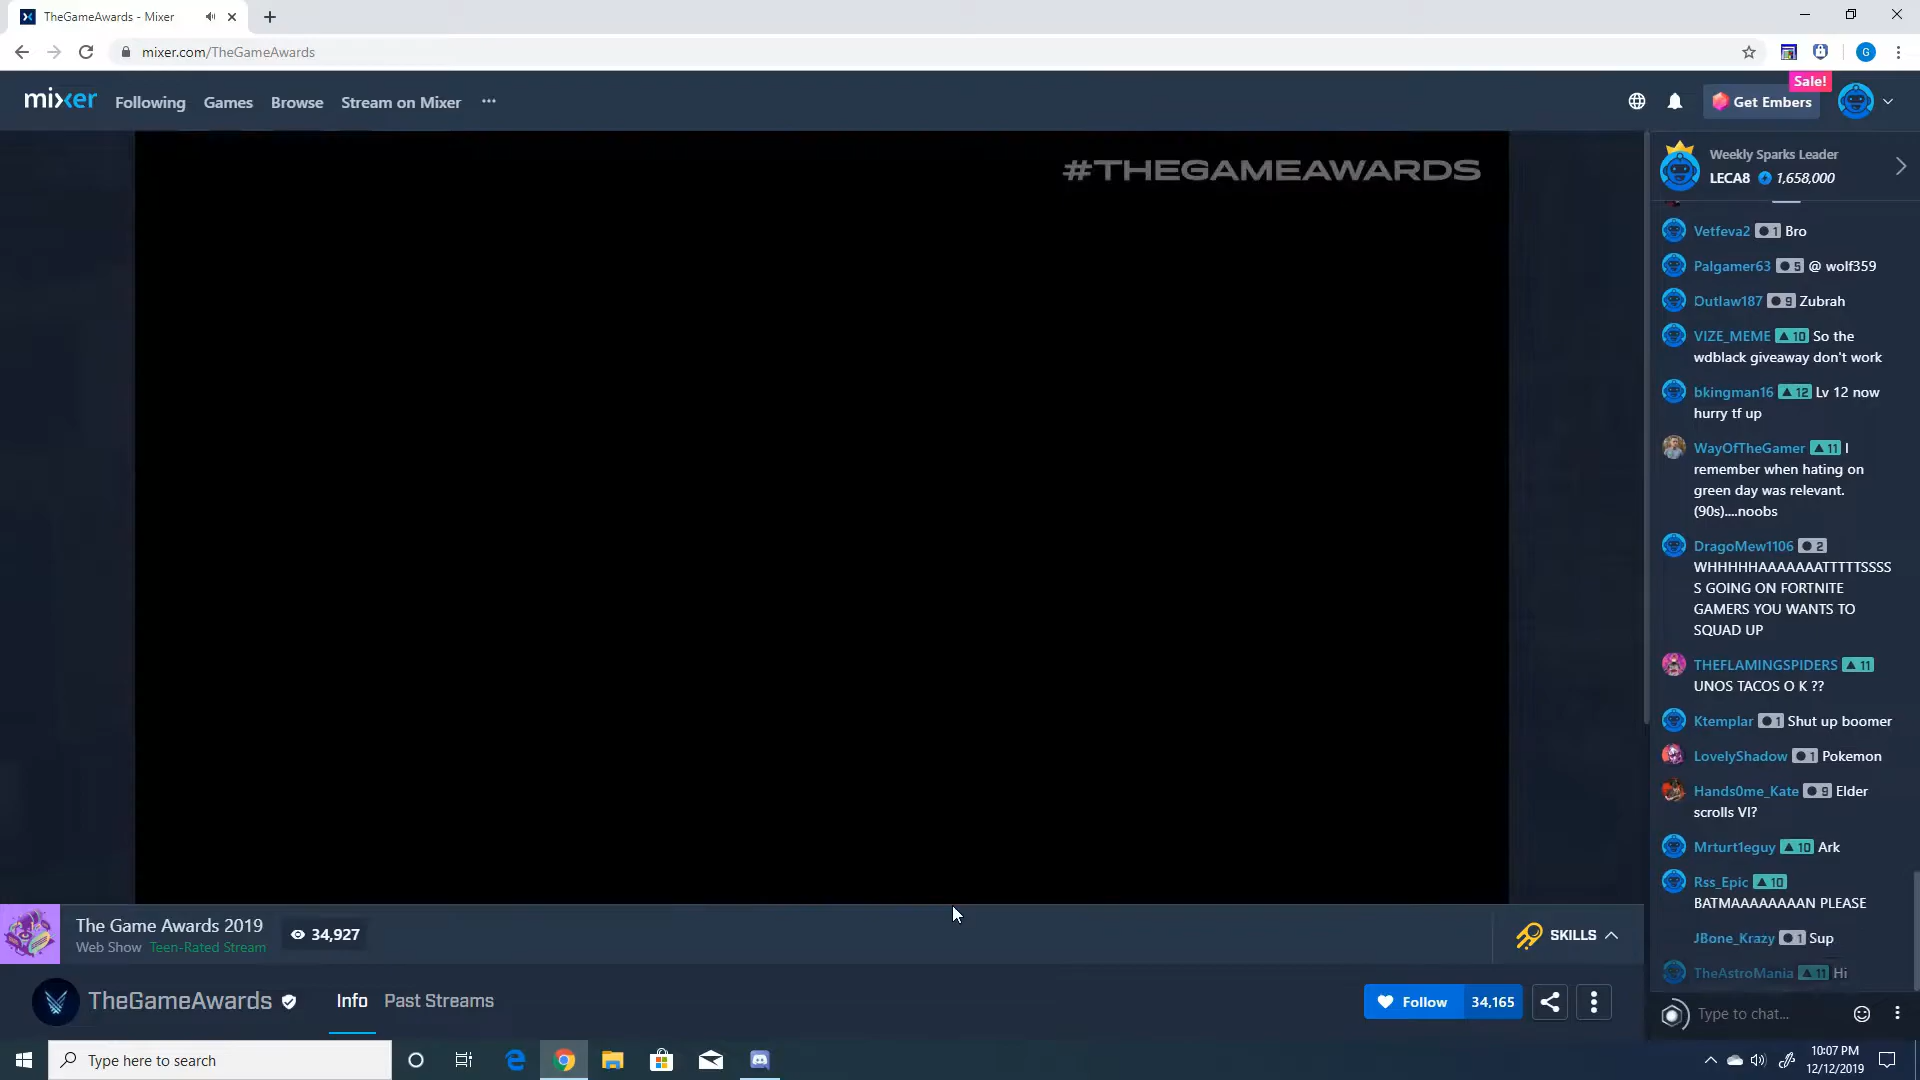 TheGameAwards - Mixer
mixer.com/TheGameAwards
mixer
Following Games Browse Stream on Mixer
Sale!
Get Embers
#THEGAMEAWARDS
Weekly Sparks Leader
LECA8 1,658,000
Vetfeva2 1 Bro
Palgamer63 5 @ wolf359
Outlaw187 9 Zubrah
VIZE_MEME 10 So the
wdblack giveaway don't work
bkingman16 12 Lv 12 now
hurry tf up
WayOfTheGamer 11 I
remember when hating on
green day was relevant.
(90s)....noobs
DragoMew1106 2
WHHHHHAAAAAAATTTTTSSSS
S GOING ON FORTNITE
GAMERS YOU WANTS TO
SQUAD UP
THEFLAMINGSPIDERS 11
UNOS TACOS O K ??
Ktemplar 1 Shut up boomer
LovelyShadow 1 Pokemon
Hands0me_Kate 9 Elder
scrolls VI?
Mrturt1eguy 10 Ark
Rss_Epic 10
BATMAAAAAAAAN PLEASE
JBone_Krazy 1 Sup
TheAstroMania 11 Hi
Type to chat...
The Game Awards 2019
34,927
Web Show Teen-Rated Stream
SKILLS
TheGameAwards
Info Past Streams
Follow 34,165
Type here to search
10:07 PM
12/12/2019
G